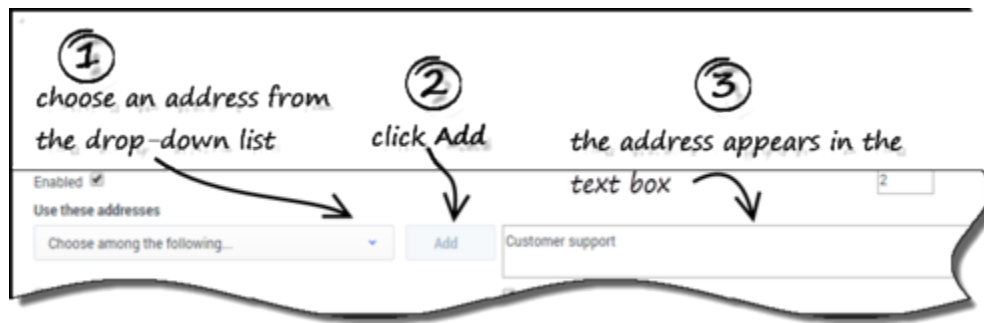 1
choose an address from
the drop-down list
2
click Add
3
the address appears in the
text box
Enabled
2
Use these addresses
Choose among the following...
Add
Customer support